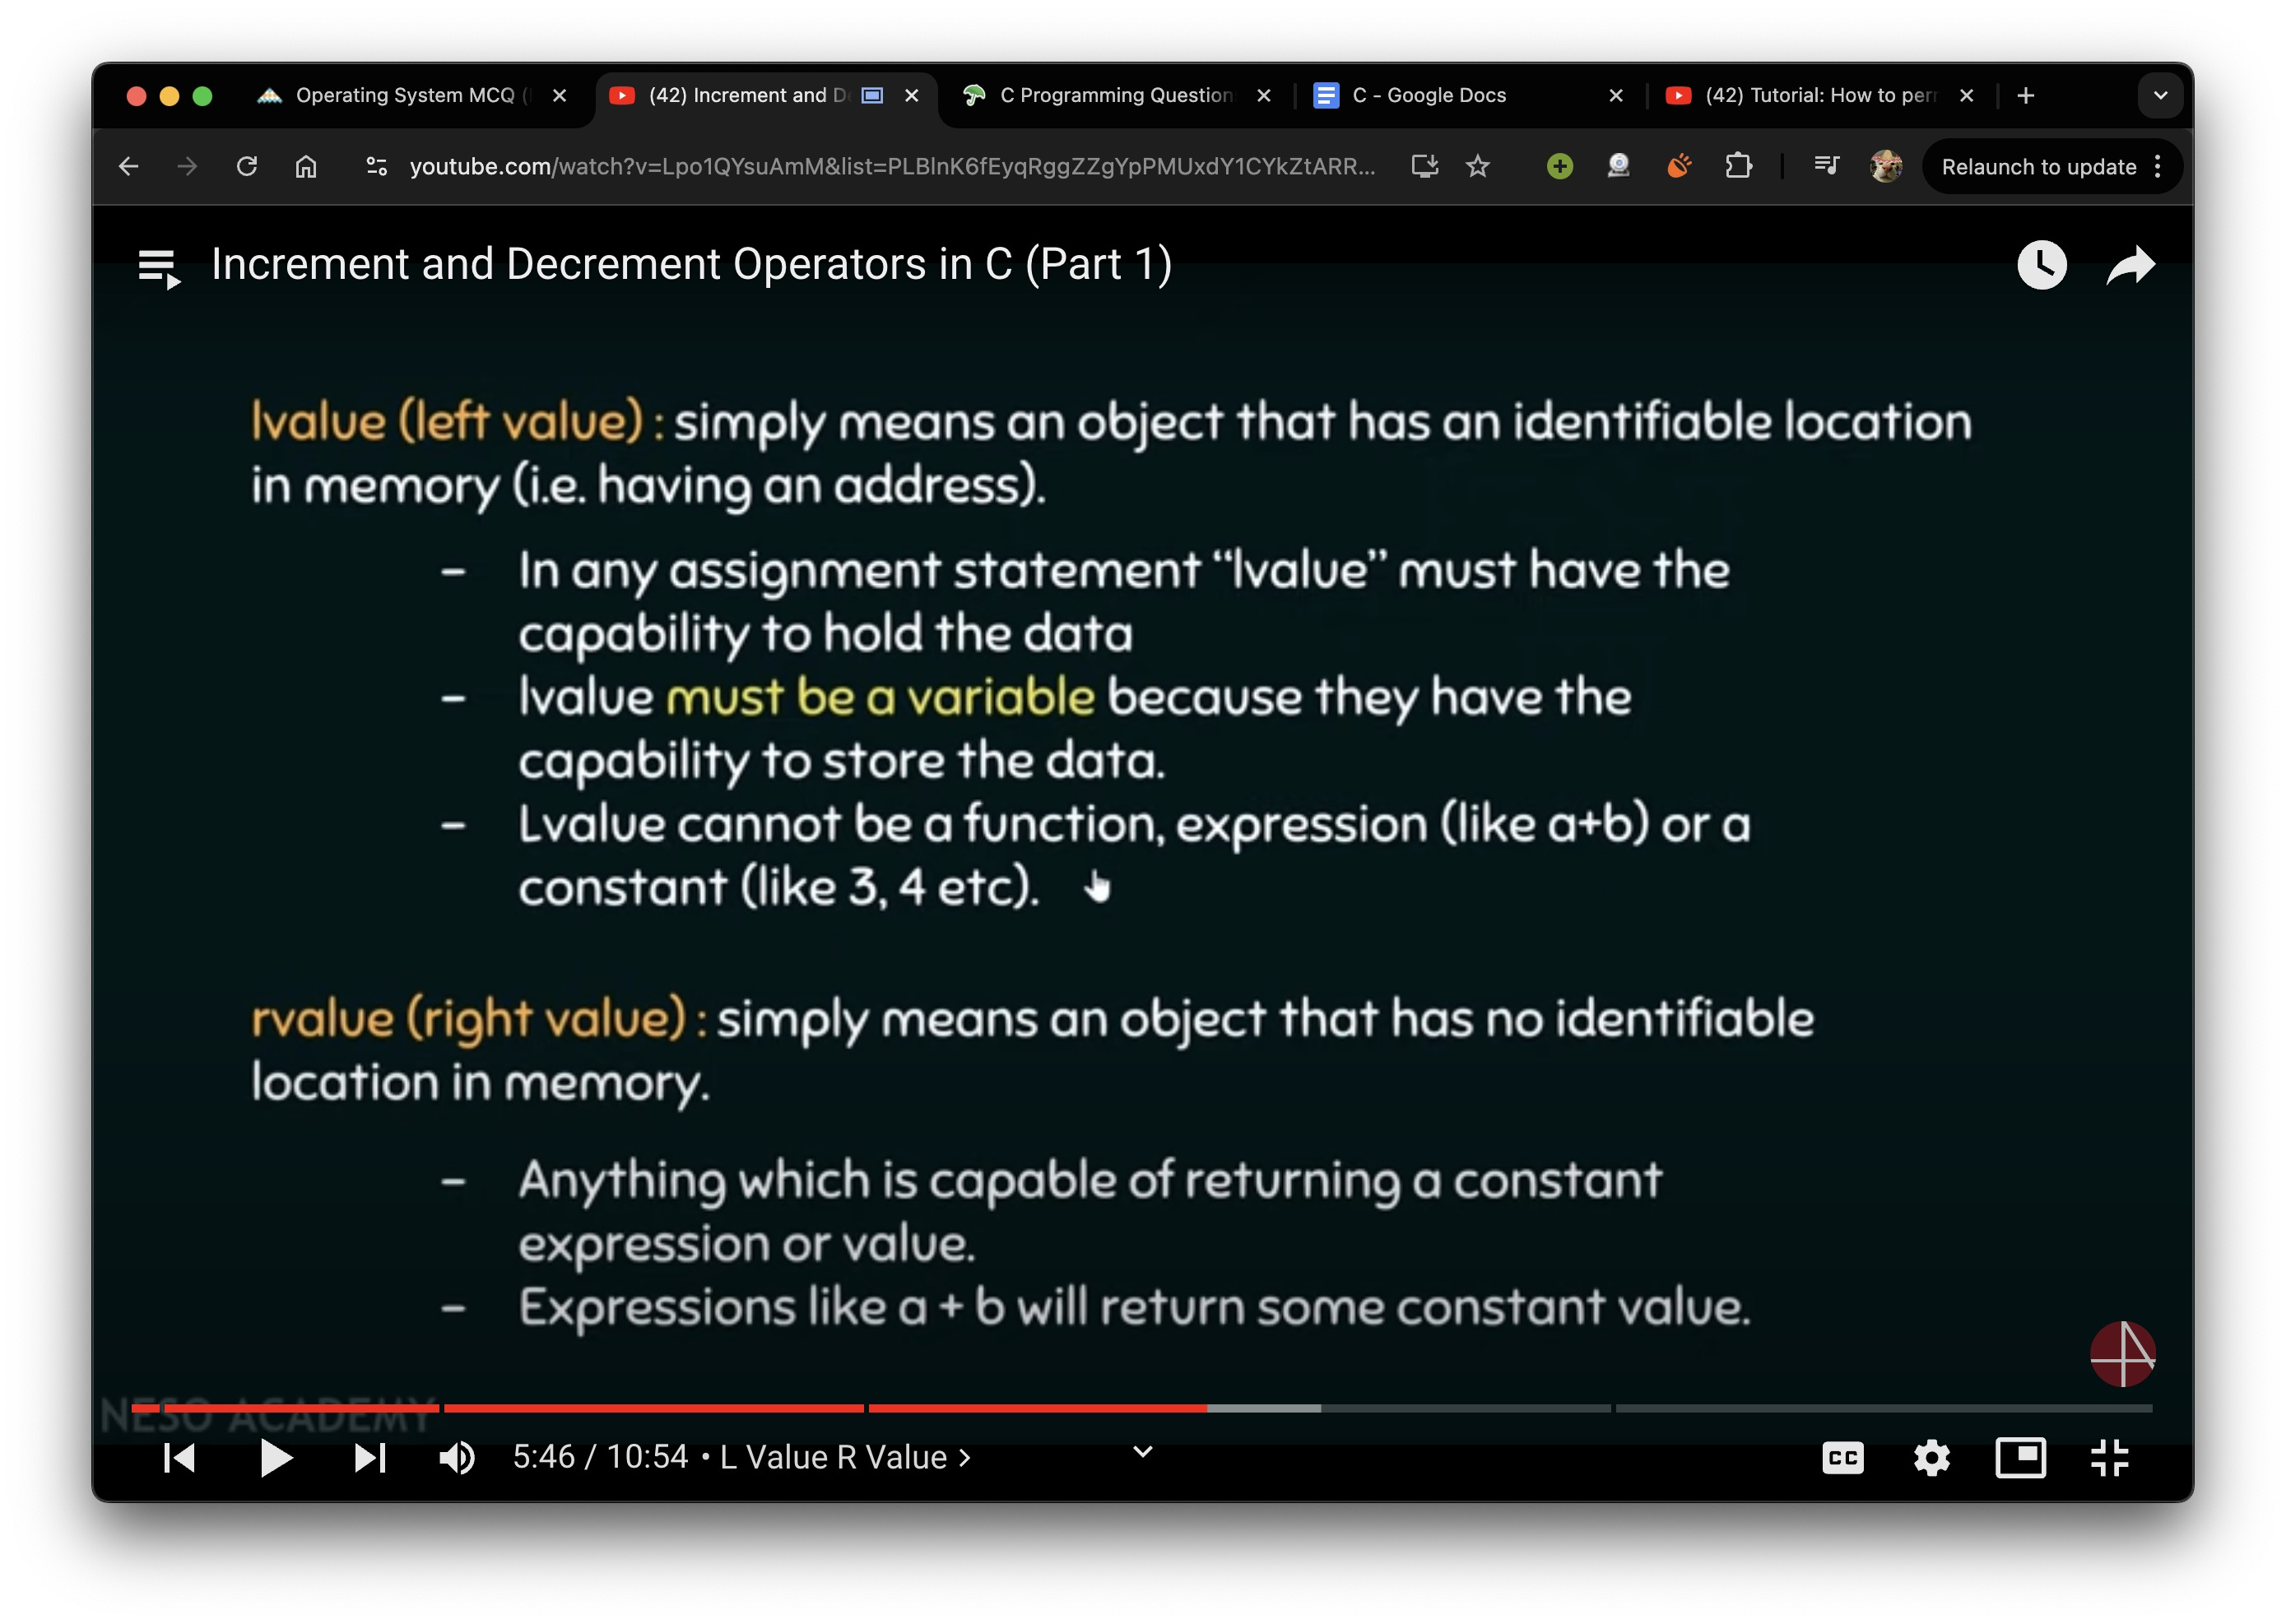 Operating System MCQ (
(42) Increment and D
C Programming Question
C - Google Docs
(42) Tutorial: How to per
youtube.com/watch?v=Lpo1QYsuAmM&list=PLBlnK6fEyqRggZZgYpPMUxdY1CYkZtARR...
Relaunch to update
Increment and Decrement Operators in C (Part 1)
lvalue (left value) : simply means an object that has an identifiable location
in memory (i.e. having an address).
– In any assignment statement “lvalue” must have the
capability to hold the data
– lvalue must be a variable because they have the
capability to store the data.
– Lvalue cannot be a function, expression (like a+b) or a
constant (like 3, 4 etc).
rvalue (right value) : simply means an object that has no identifiable
location in memory.
– Anything which is capable of returning a constant
expression or value.
– Expressions like a + b will return some constant value.
NESO ACADEMY
5:46 / 10:54 • L Value R Value >
CC